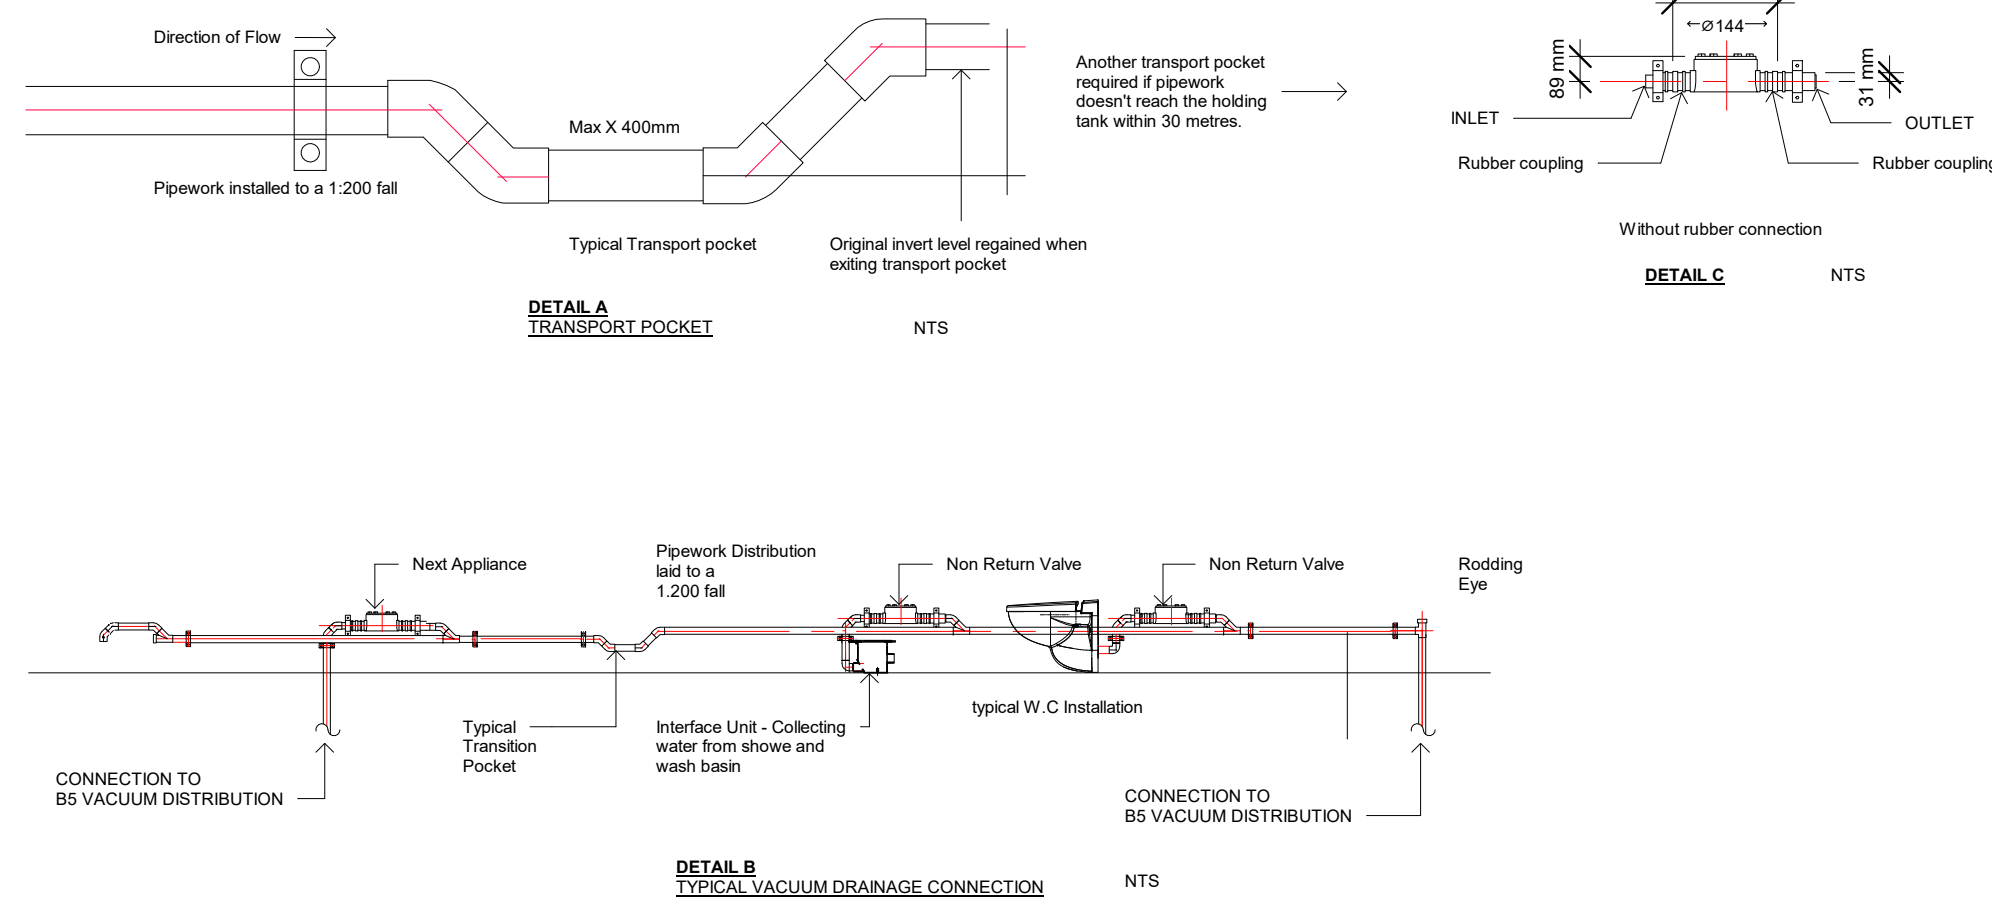 Direction of Flow
Pipework installed to a 1:200 fall
Max X 400mm
Typical Transport pocket
Original invert level regained when
exiting transport pocket
Another transport pocket
required if pipework
doesn't reach the holding
tank within 30 metres.
DETAIL A
TRANSPORT POCKET
NTS
Ø144
89 mm
31 mm
INLET
OUTLET
Rubber coupling
Rubber coupling
Without rubber connection
DETAIL C
NTS
Next Appliance
Pipework Distribution
laid to a
1.200 fall
Non Return Valve
Non Return Valve
Rodding
Eye
Typical
Transition
Pocket
Interface Unit - Collecting
water from showe and
wash basin
typical W.C Installation
CONNECTION TO
B5 VACUUM DISTRIBUTION
CONNECTION TO
B5 VACUUM DISTRIBUTION
DETAIL B
TYPICAL VACUUM DRAINAGE CONNECTION
NTS